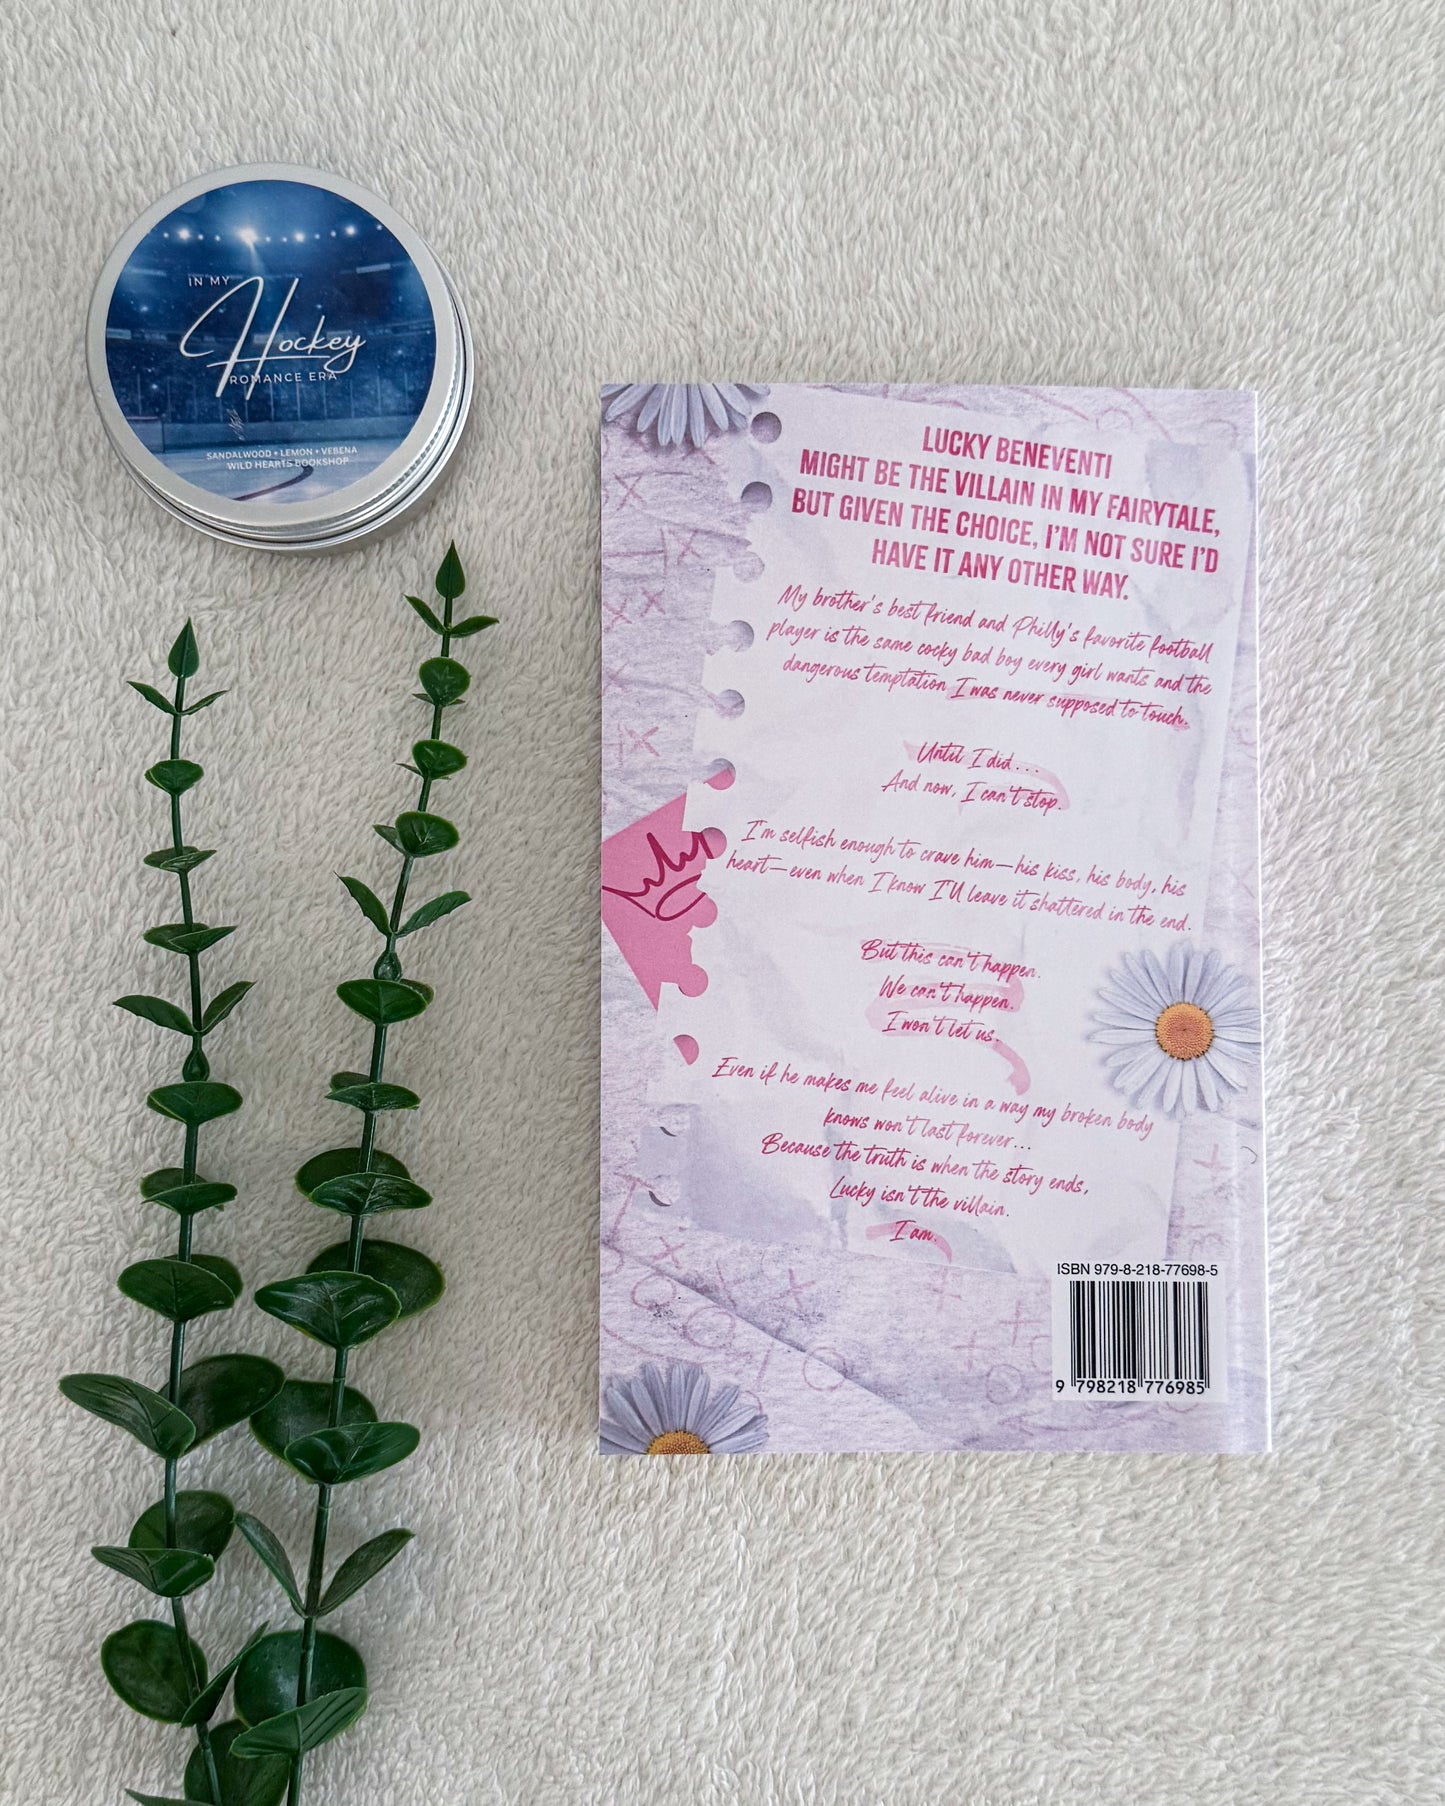 IN MY
Hockey
ROMANCE ERA
SANDALWOOD • LEMON • VEBENA
WILD HEARTS BOOKSHOP
LUCKY BENEVENTI
MIGHT BE THE VILLAIN IN MY FAIRYTALE,
BUT GIVEN THE CHOICE, I'M NOT SURE I'D
HAVE IT ANY OTHER WAY.
My brother's best friend and Philly's favorite football
player is the same cocky bad boy every girl wants and the
dangerous temptation I was never supposed to touch.
Until I did...
And now, I can't stop.
I'm selfish enough to crave him—his kiss, his body, his
heart—even when I know I'll leave it shattered in the end.
But this can't happen.
We can't happen.
I won't let us.
Even if he makes me feel alive in a way my broken body
knows won't last forever...
Because the truth is when the story ends,
Lucky isn't the villain.
I am.
ISBN 979-8-218-77698-5
9 798218 776985